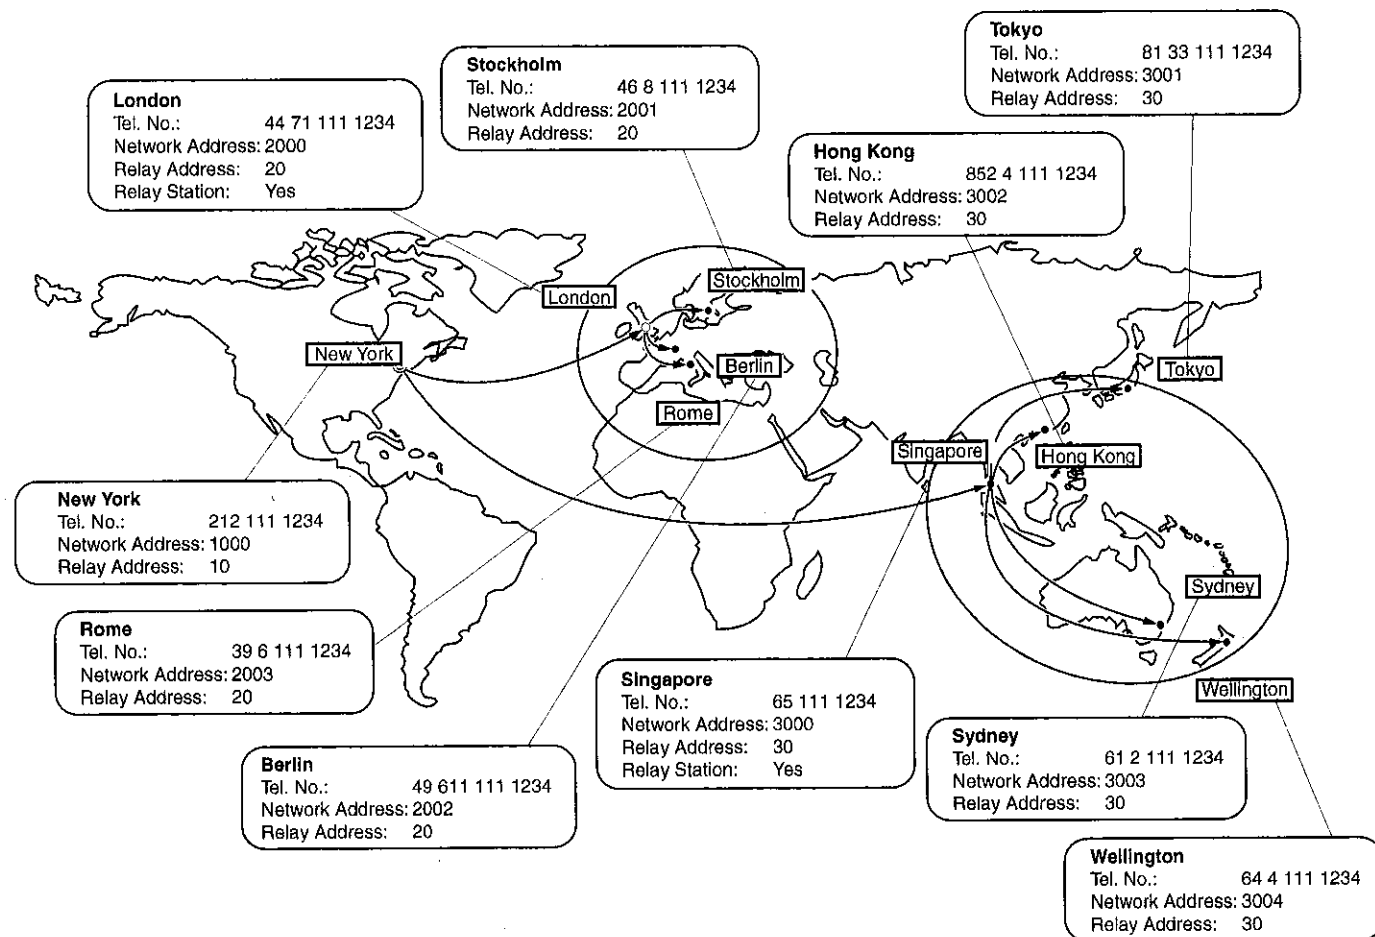 Tokyo
Tel. No.: 81 33 111 1234
Network Address: 3001
Relay Address: 30
Stockholm
Tel. No.: 46 8 111 1234
Network Address: 2001
Relay Address: 20
London
Tel. No.: 44 71 111 1234
Network Address: 2000
Relay Address: 20
Relay Station: Yes
Hong Kong
Tel. No.: 852 4 111 1234
Network Address: 3002
Relay Address: 30
Stockholm
London
New York
Berlin
Tokyo
Rome
Singapore
Hong Kong
Sydney
Wellington
New York
Tel. No.: 212 111 1234
Network Address: 1000
Relay Address: 10
Rome
Tel. No.: 39 6 111 1234
Network Address: 2003
Relay Address: 20
Singapore
Tel. No.: 65 111 1234
Network Address: 3000
Relay Address: 30
Relay Station: Yes
Sydney
Tel. No.: 61 2 111 1234
Network Address: 3003
Relay Address: 30
Berlin
Tel. No.: 49 611 111 1234
Network Address: 2002
Relay Address: 20
Wellington
Tel. No.: 64 4 111 1234
Network Address: 3004
Relay Address: 30